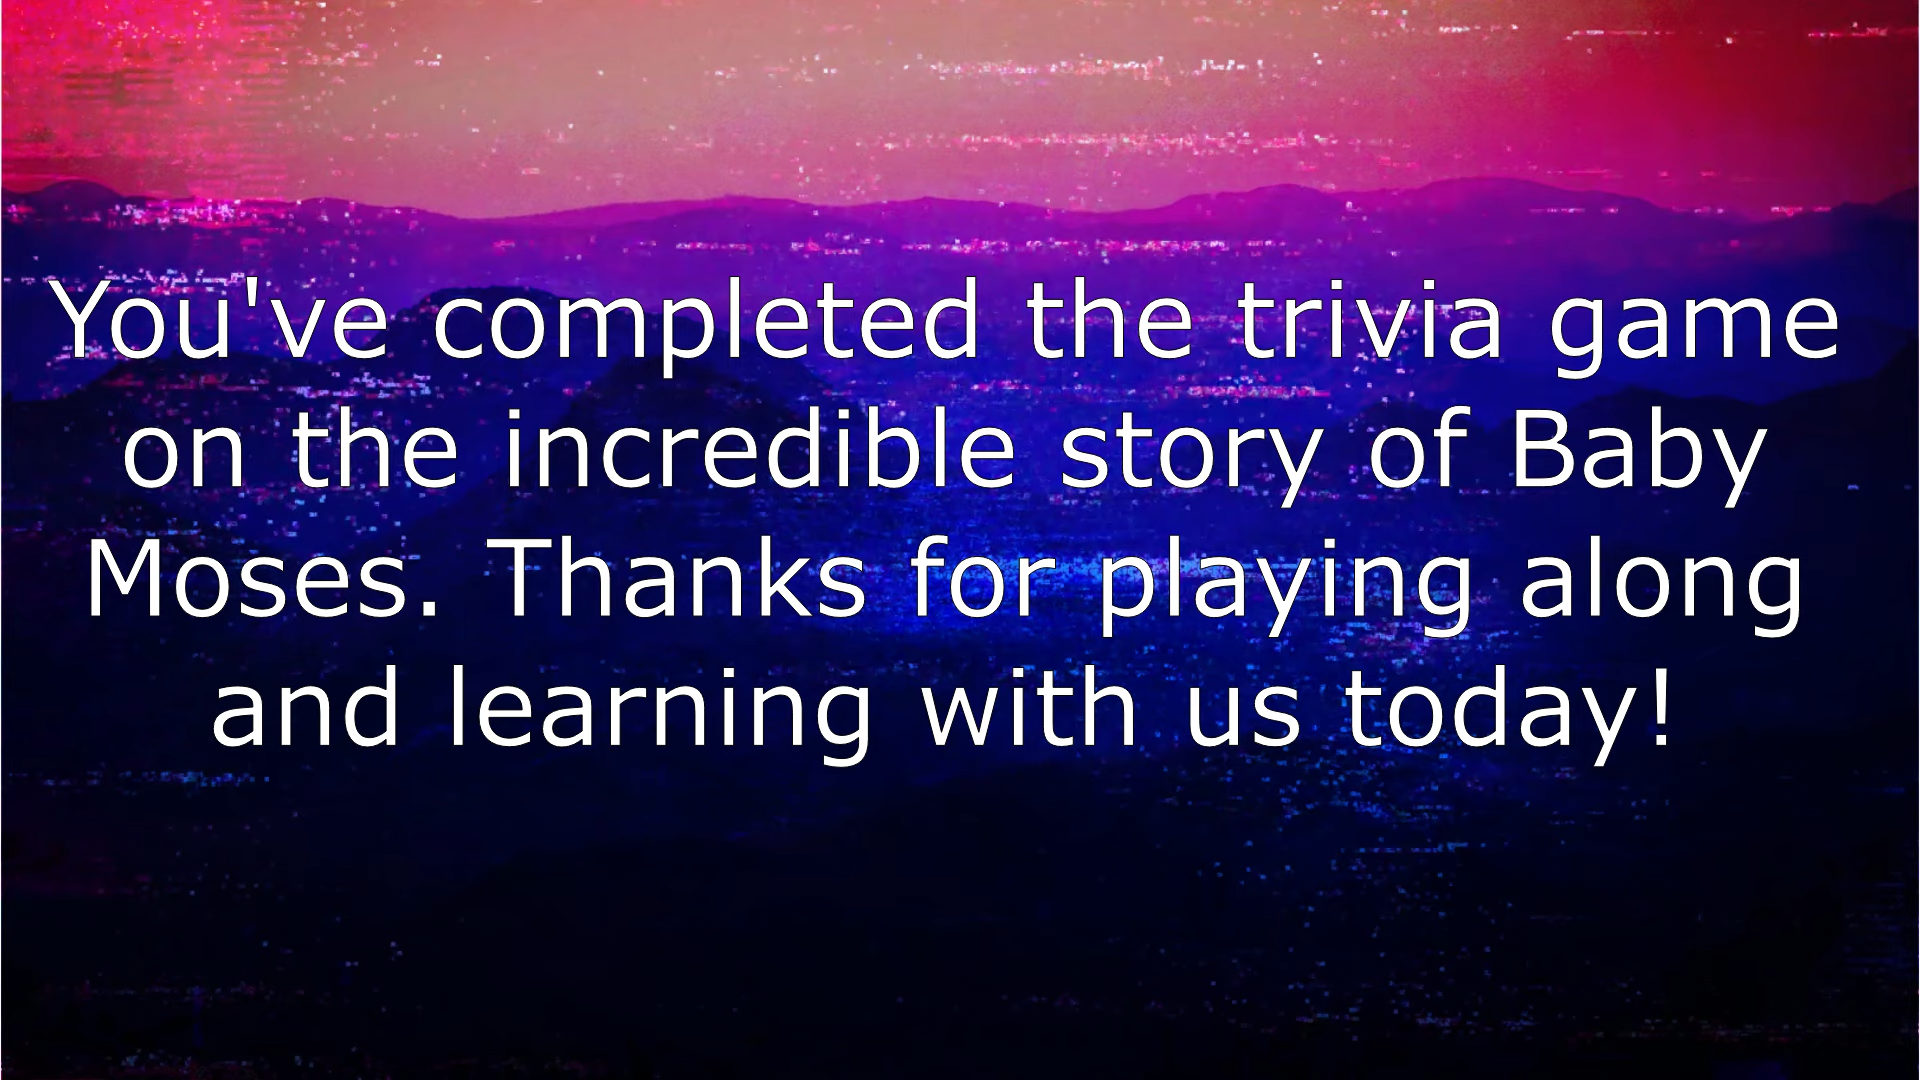 You've completed the trivia game
on the incredible story of Baby
Moses. Thanks for playing along
and learning with us today!